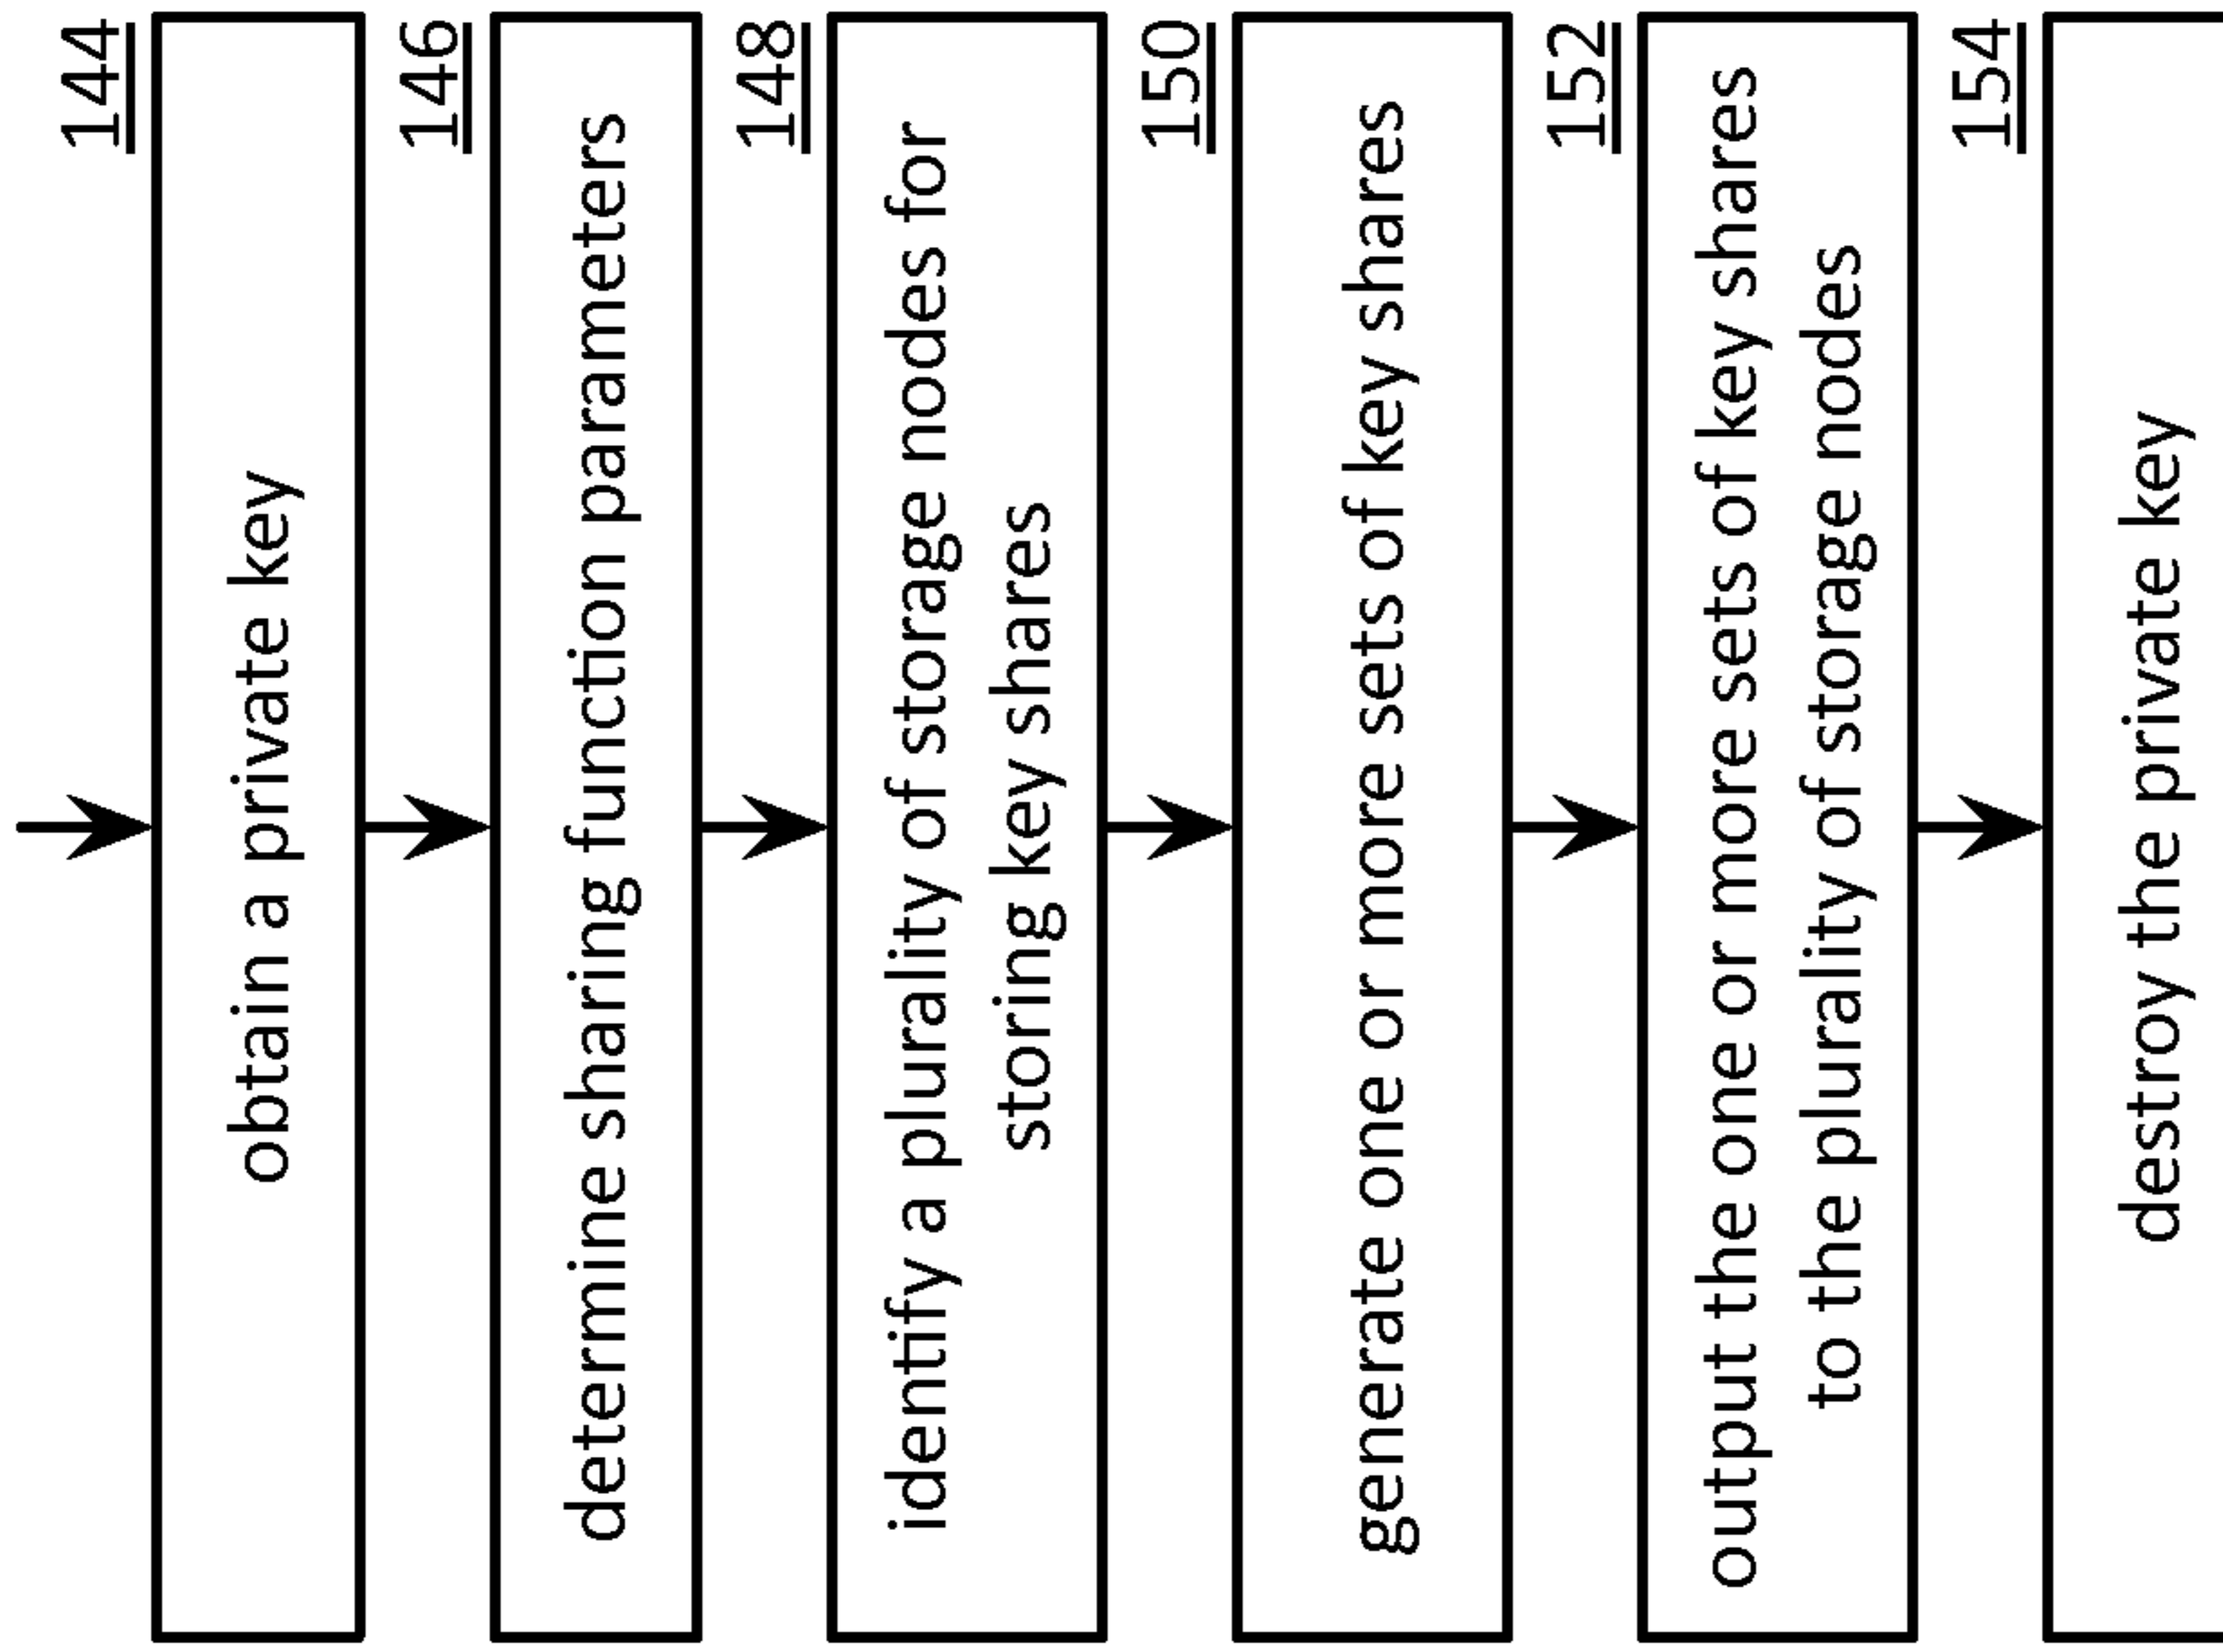 144
obtain a private key
146
determine sharing function parameters
148
identify a plurality of storage nodes for
storing key shares
150
generate one or more sets of key shares
152
output the one or more sets of key shares
to the plurality of storage nodes
154
destroy the private key